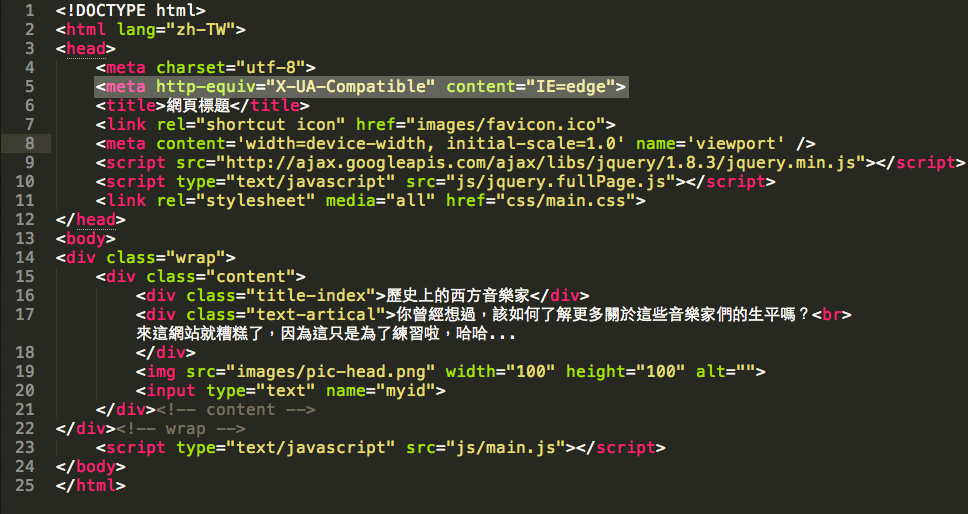 1 <!DOCTYPE html>
2 <html lang="zh-TW">
3 <head>
4     <meta charset="utf-8">
5     <meta http-equiv="X-UA-Compatible" content="IE=edge">
6     <title>網頁標題</title>
7     <link rel="shortcut icon" href="images/favicon.ico">
8     <meta content='width=device-width, initial-scale=1.0' name='viewport' />
9     <script src="http://ajax.googleapis.com/ajax/libs/jquery/1.8.3/jquery.min.js"></script>
10     <script type="text/javascript" src="js/jquery.fullPage.js"></script>
11     <link rel="stylesheet" media="all" href="css/main.css">
12 </head>
13 <body>
14 <div class="wrap">
15     <div class="content">
16         <div class="title-index">歷史上的西方音樂家</div>
17         <div class="text-artical">你曾經想過，該如何了解更多關於這些音樂家們的生平嗎？<br>
        來這網站就糟糕了，因為這只是為了練習啦，哈哈...
18         </div>
19         <img src="images/pic-head.png" width="100" height="100" alt="">
20         <input type="text" name="myid">
21     </div><!-- content -->
22 </div><!-- wrap -->
23     <script type="text/javascript" src="js/main.js"></script>
24 </body>
25 </html>